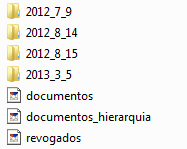 2012_7_9
2012_8_14
2012_8_15
2013_3_5
documentos
documentos_hierarquia
revogados